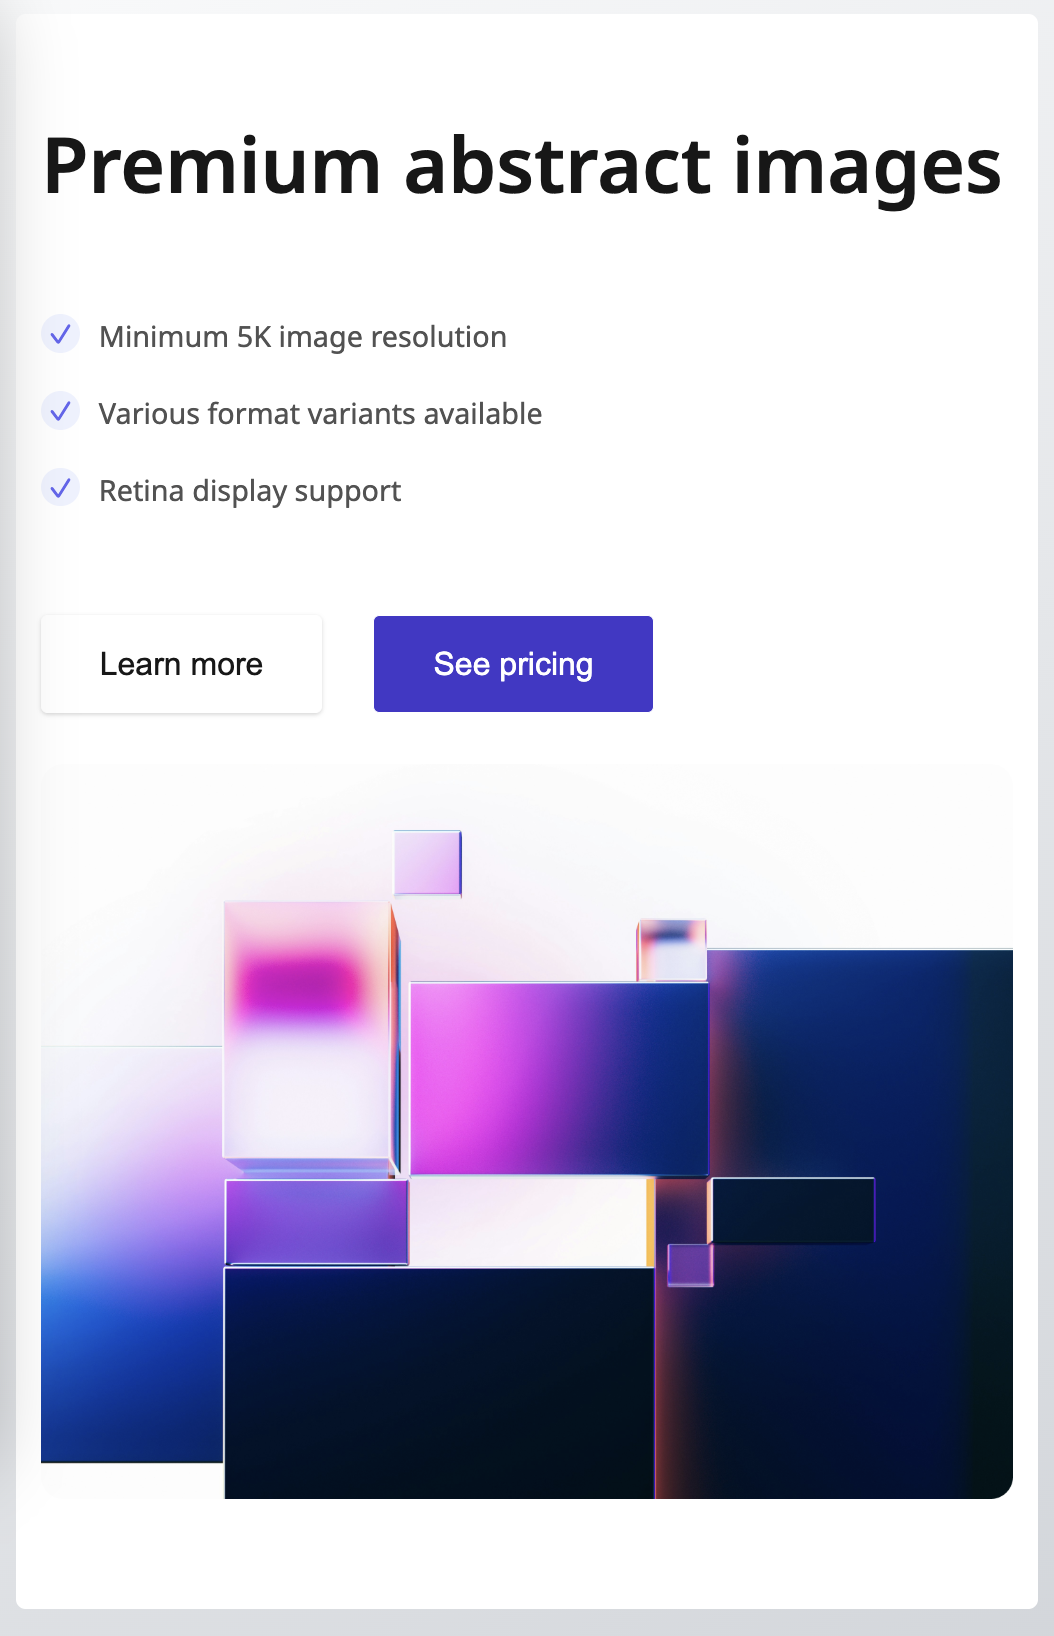 Premium abstract images
Minimum 5K image resolution
Various format variants available
Retina display support
Learn more
See pricing